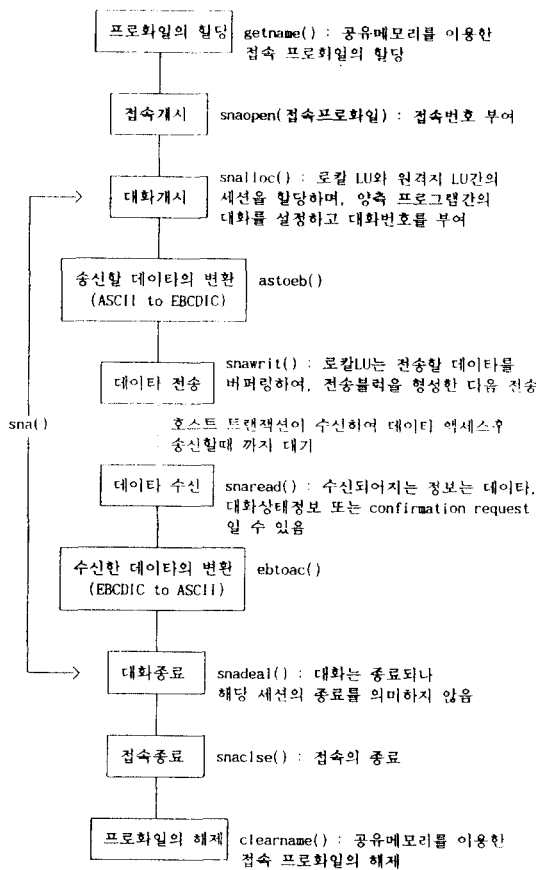 프로화일의 할당
getname() : 공유메모리를 이용한
접속 프로화일의 할당
접속개시
snaopen(접속프로화일) : 접속번호 부여
대화개시
snalloc() : 로칼 LU와 원격지 LU간의
세션을 할당하며, 양측 프로그램간의
대화를 설정하고 대화번호를 부여
송신할 데이타의 변환
(ASCII to EBCDIC)
astoeb()
데이타 전송
snawrit() : 로칼LU는 전송할 데이타를
버퍼링하여, 전송블럭을 형성한 다음 전송
sna()
호스트 트랜잭션이 수신하여 데이타 액세스후
송신할때 까지 대기
데이타 수신
snaread() : 수신되어지는 정보는 데이타,
대화상태정보 또는 confirmation request
일 수 있음
수신한 데이타의 변환
(EBCDIC to ASCII)
ebtoac()
대화종료
snadeal() : 대화는 종료되나
해당 세션의 종료를 의미하지 않음
접속종료
snaclse() : 접속의 종료
프로화일의 해제
clearname() : 공유메모리를 이용한
접속 프로화일의 해제